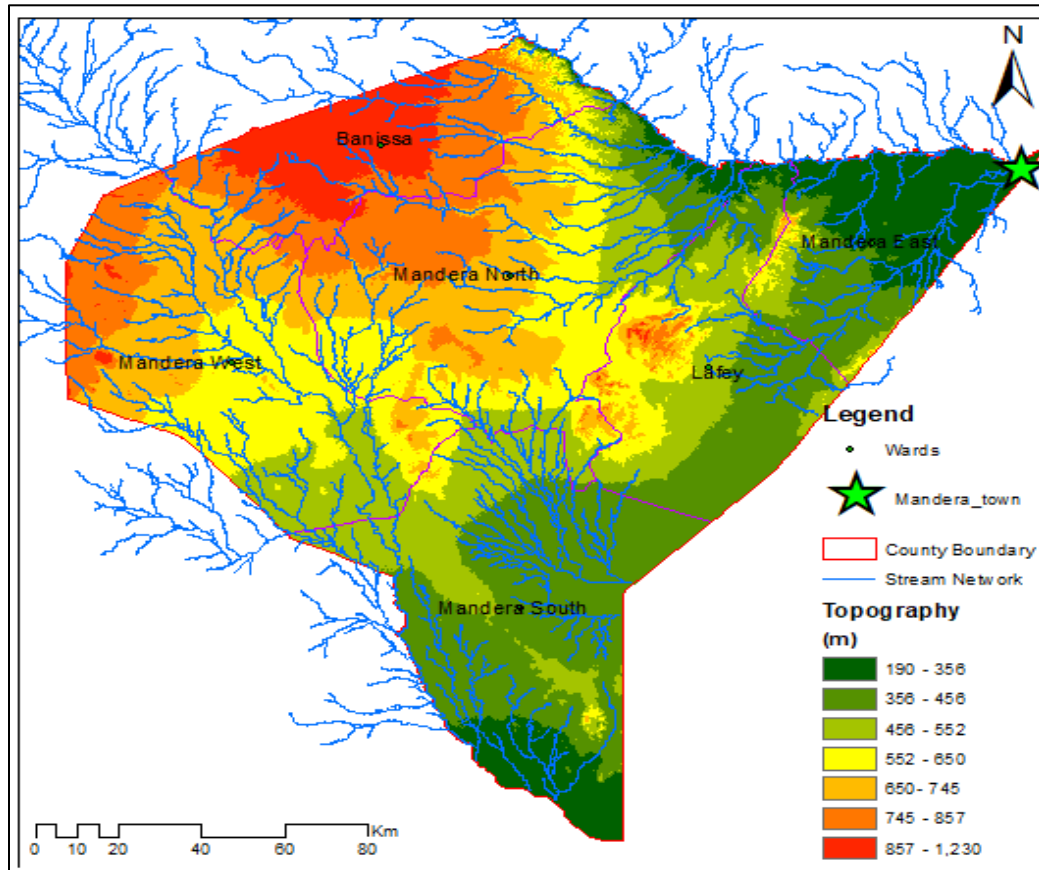 N
Banissa
Mandera East
Mandera North
Mandera West
Lafey
Mandera South
Legend
Wards
Mandera_town
County Boundary
Stream Network
Topography
(m)
190 - 356
356 - 456
456 - 552
552 - 650
650- 745
745 - 857
857 - 1,230
Km
0 10 20 40 60 80